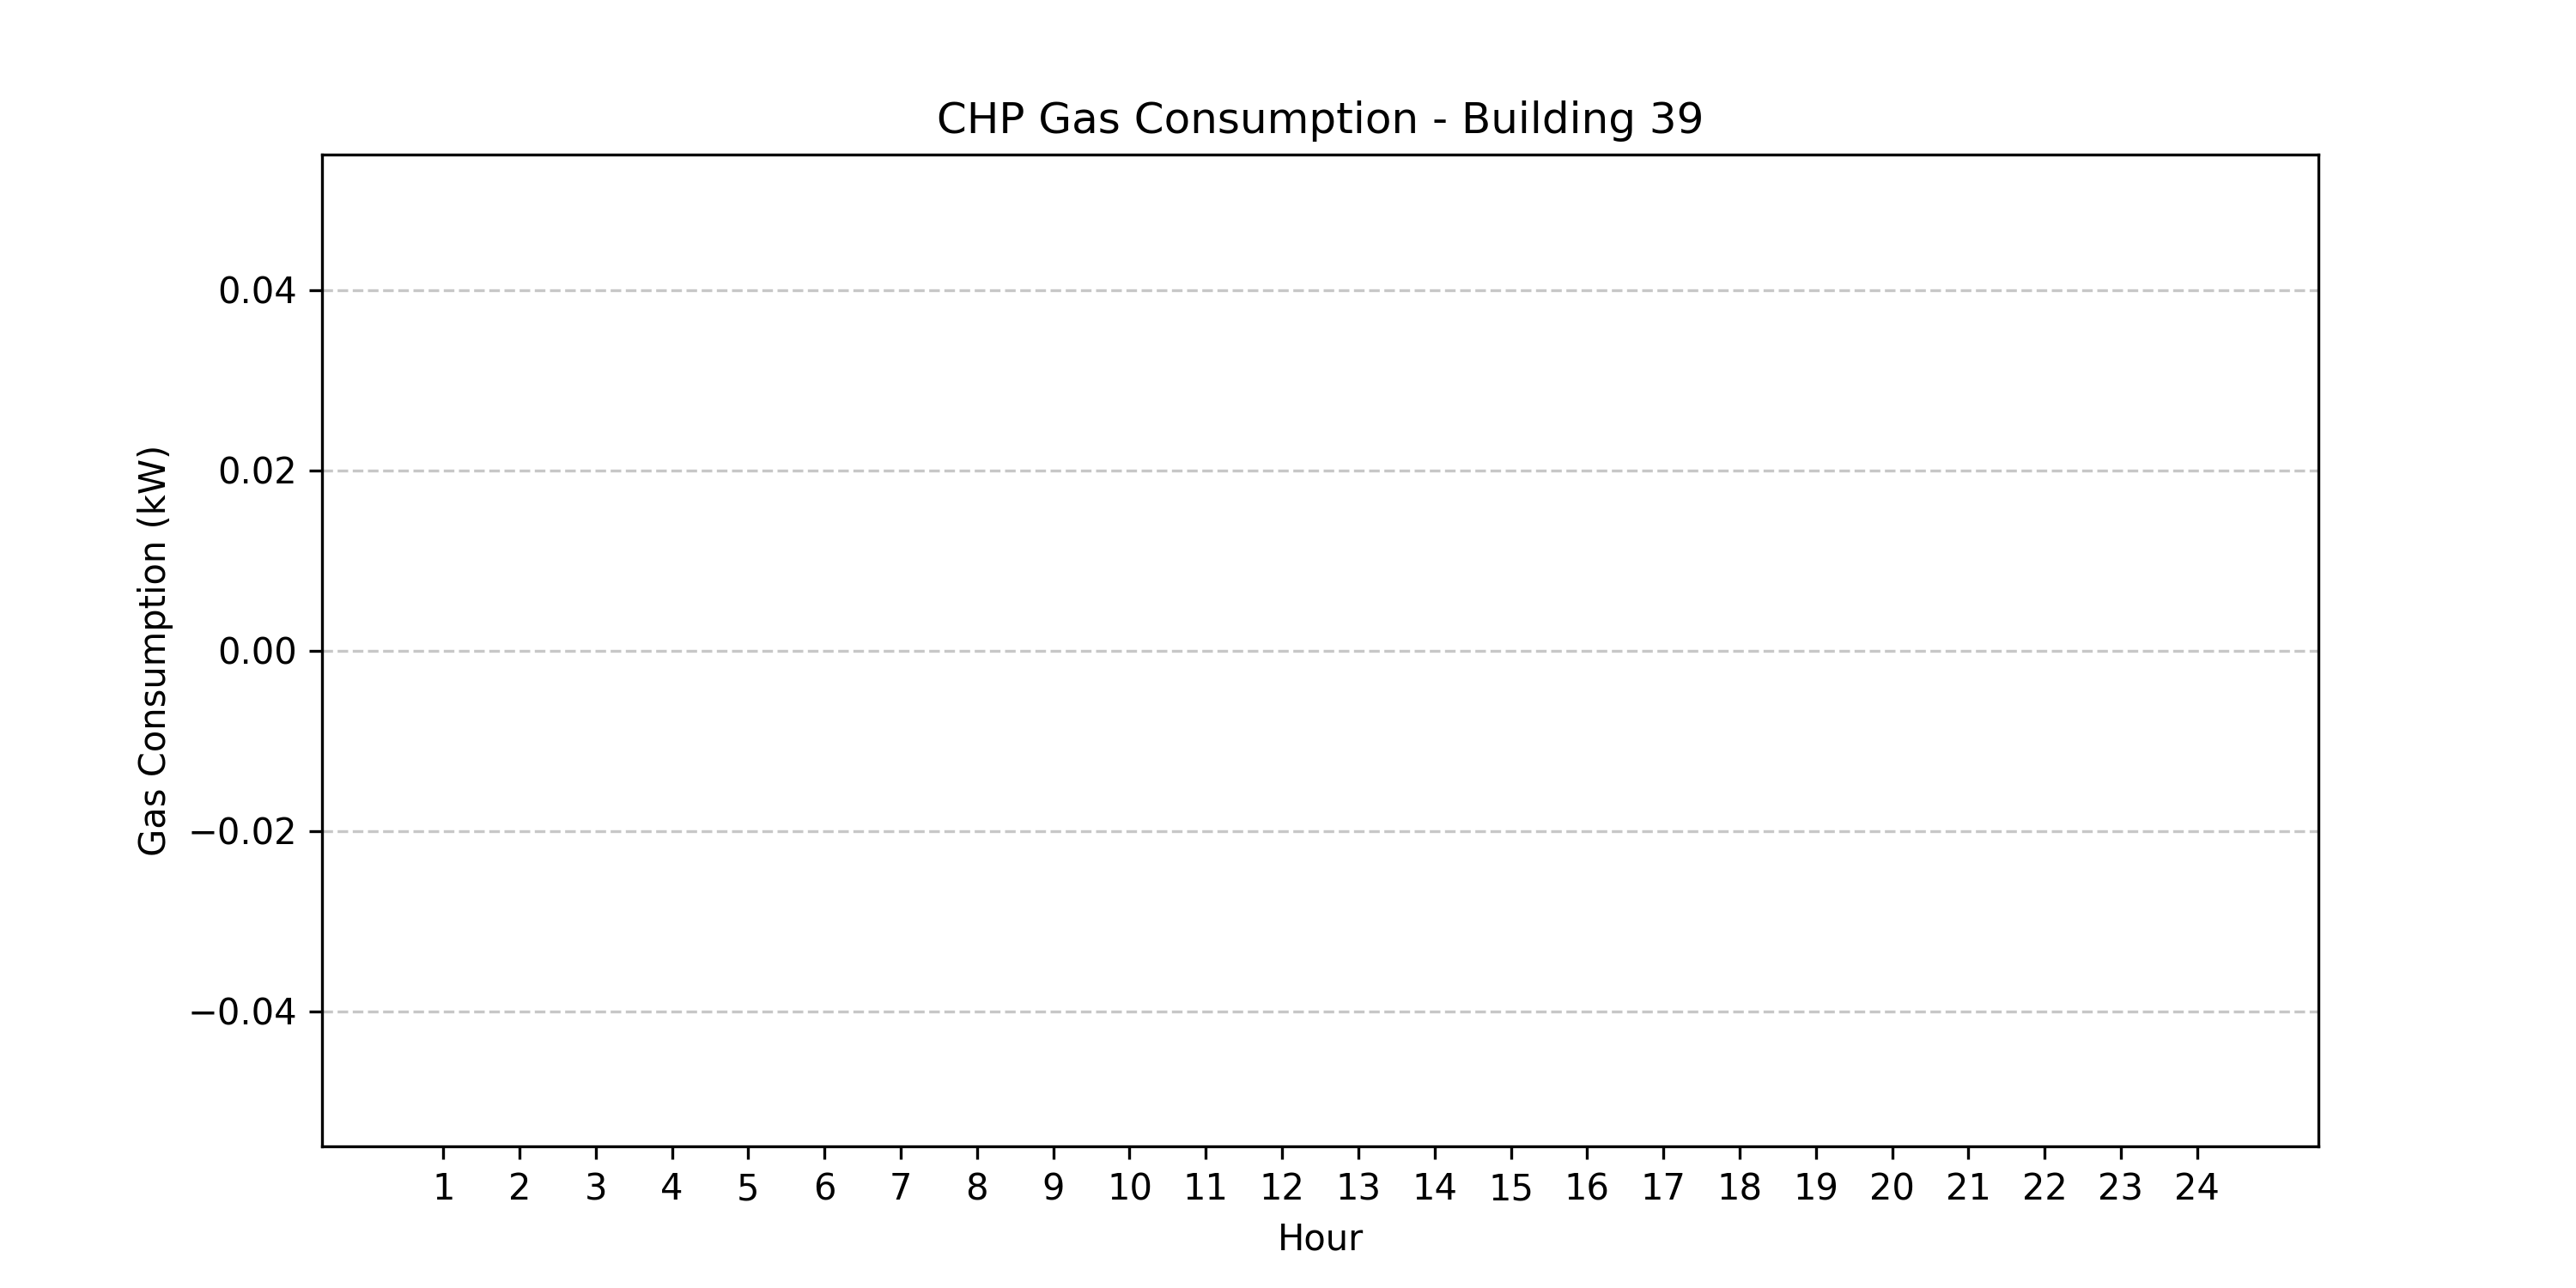 CHP Gas Consumption - Building 39
Gas Consumption (kW)
0.04
0.02
0.00
−0.02
−0.04
1 2 3 4 5 6 7 8 9 10 11 12 13 14 15 16 17 18 19 20 21 22 23 24
Hour